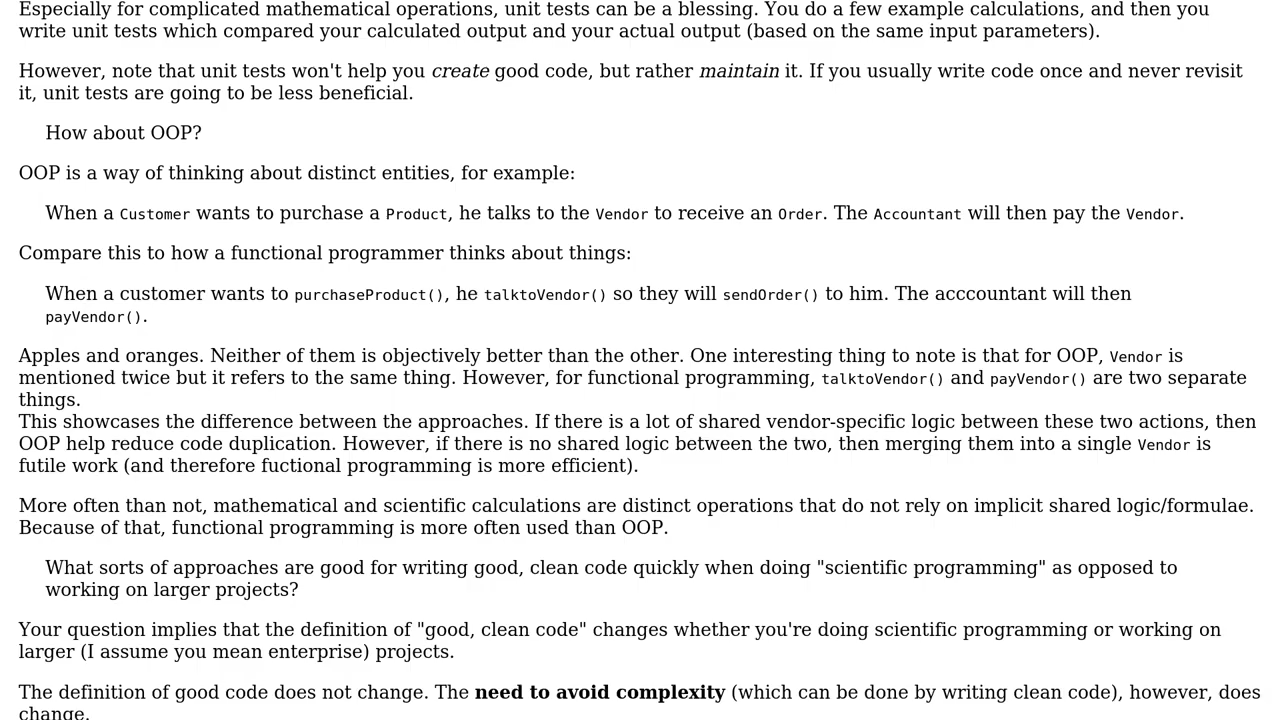 Especially for complicated mathematical operations, unit tests can be a blessing. You do a few example calculations, and then you
write unit tests which compared your calculated output and your actual output (based on the same input parameters).
However, note that unit tests won't help you create good code, but rather maintain it. If you usually write code once and never revisit
it, unit tests are going to be less beneficial.
How about OOP?
OOP is a way of thinking about distinct entities, for example:
When a Customer wants to purchase a Product, he talks to the Vendor to receive an Order. The Accountant will then pay the Vendor.
Compare this to how a functional programmer thinks about things:
When a customer wants to purchaseProduct(), he talktoVendor() so they will sendOrder() to him. The acccountant will then
payVendor().
Apples and oranges. Neither of them is objectively better than the other. One interesting thing to note is that for OOP, Vendor is
mentioned twice but it refers to the same thing. However, for functional programming, talktoVendor() and payVendor() are two separate
things.
This showcases the difference between the approaches. If there is a lot of shared vendor-specific logic between these two actions, then
OOP help reduce code duplication. However, if there is no shared logic between the two, then merging them into a single Vendor is
futile work (and therefore fuctional programming is more efficient).
More often than not, mathematical and scientific calculations are distinct operations that do not rely on implicit shared logic/formulae.
Because of that, functional programming is more often used than OOP.
What sorts of approaches are good for writing good, clean code quickly when doing "scientific programming" as opposed to
working on larger projects?
Your question implies that the definition of "good, clean code" changes whether you're doing scientific programming or working on
larger (I assume you mean enterprise) projects.
The definition of good code does not change. The need to avoid complexity (which can be done by writing clean code), however, does
change.